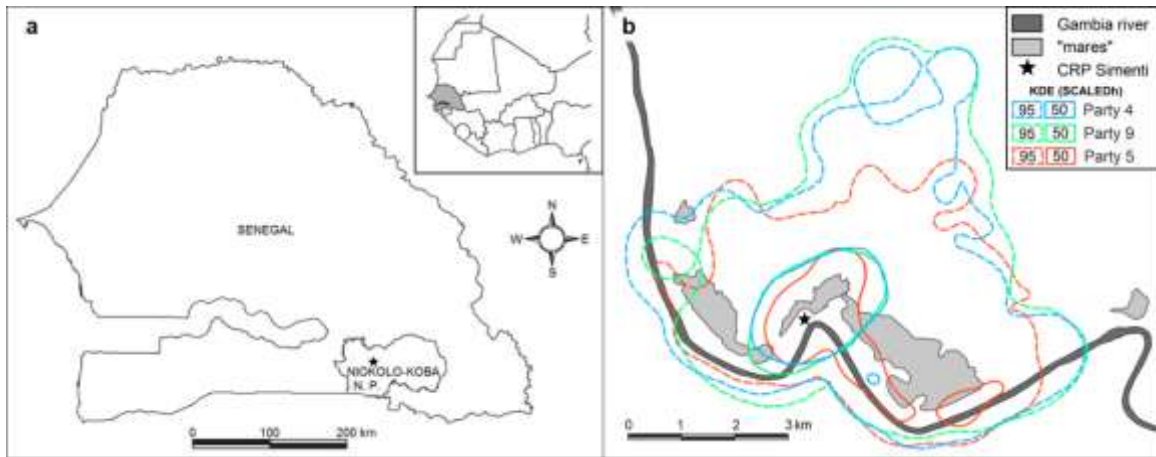 a
SENEGAL
N
W E
S
NIOKOLO-KOBA
N. P.
0 100 200 km
b
Gambia river
"mares"
CRP Simenti
KDE (SCALEDh)
95 50 Party 4
95 50 Party 9
95 50 Party 5
0 1 2 3 km